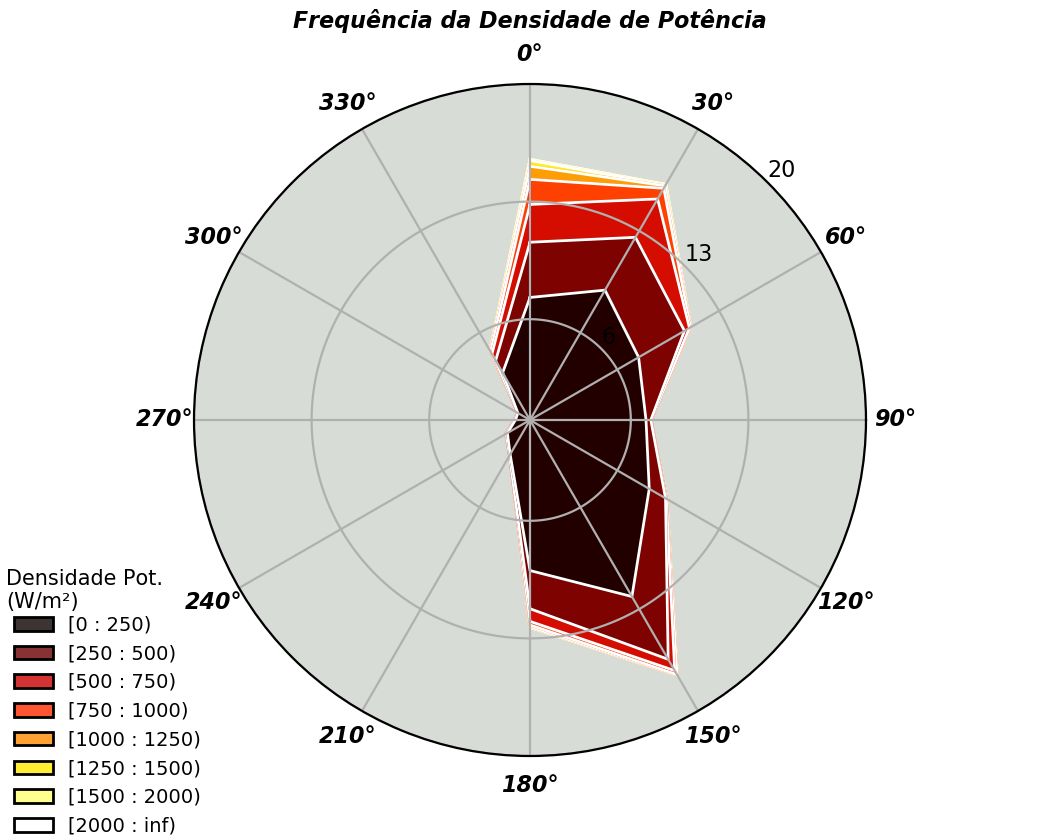 Frequência da Densidade de Potência
0°
330°
30°
20
300°
60°
13
6
270°
90°
240°
120°
210°
150°
180°
Densidade Pot.
(W/m²)
[0 : 250)
[250 : 500)
[500 : 750)
[750 : 1000)
[1000 : 1250)
[1250 : 1500)
[1500 : 2000)
[2000 : inf)